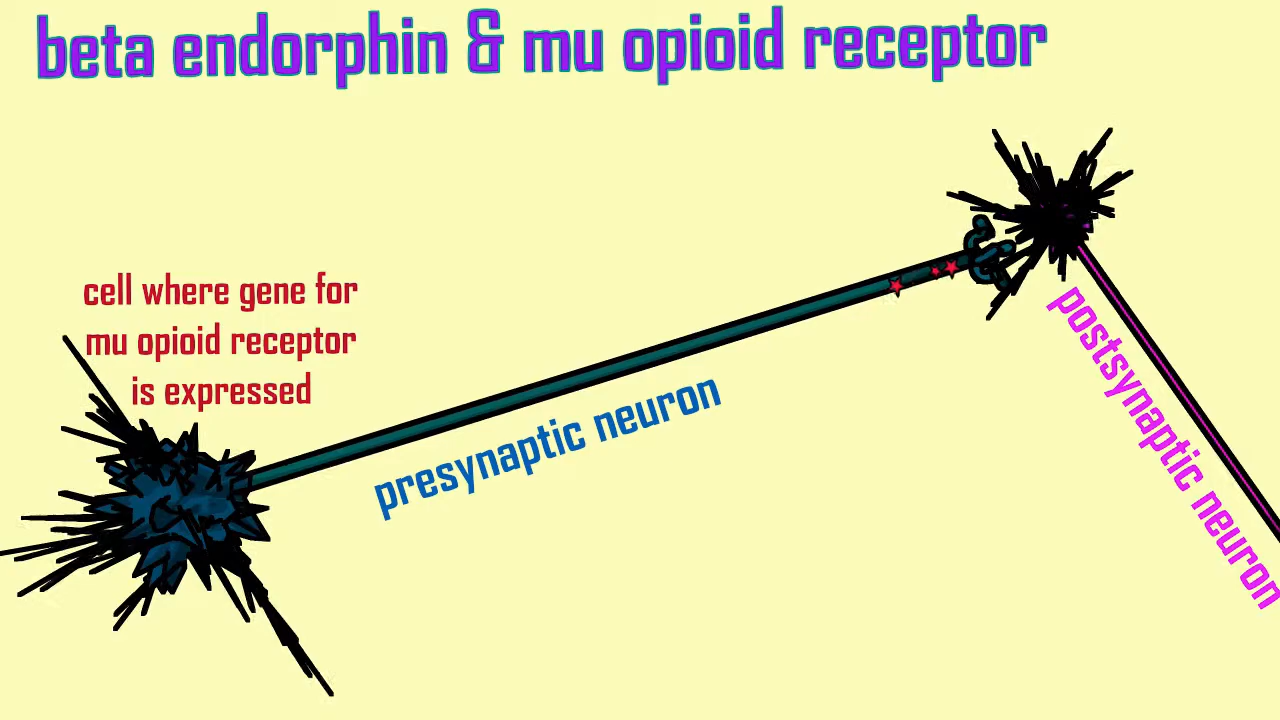 beta endorphin & mu opioid receptor
cell where gene for
mu opioid receptor
is expressed
presynaptic neuron
postsynaptic neuron